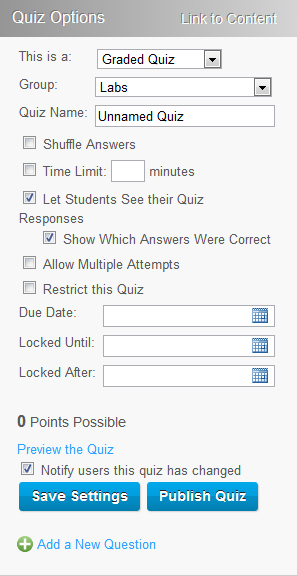 Quiz Options Link to Content
This is a: Graded Quiz
Group: Labs
Quiz Name: Unnamed Quiz
Shuffle Answers
Time Limit: minutes
Let Students See their Quiz
Responses
Show Which Answers Were Correct
Allow Multiple Attempts
Restrict this Quiz
Due Date:
Locked Until:
Locked After:
0 Points Possible
Preview the Quiz
Notify users this quiz has changed
Save Settings Publish Quiz
Add a New Question